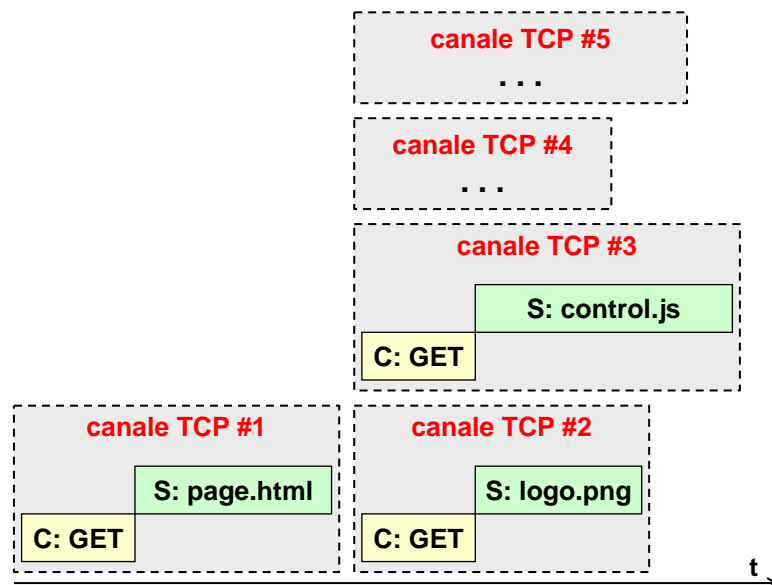 canale TCP #5
. . .
canale TCP #4
. . .
canale TCP #3
S: control.js
C: GET
canale TCP #1
S: page.html
C: GET
canale TCP #2
S: logo.png
C: GET
t